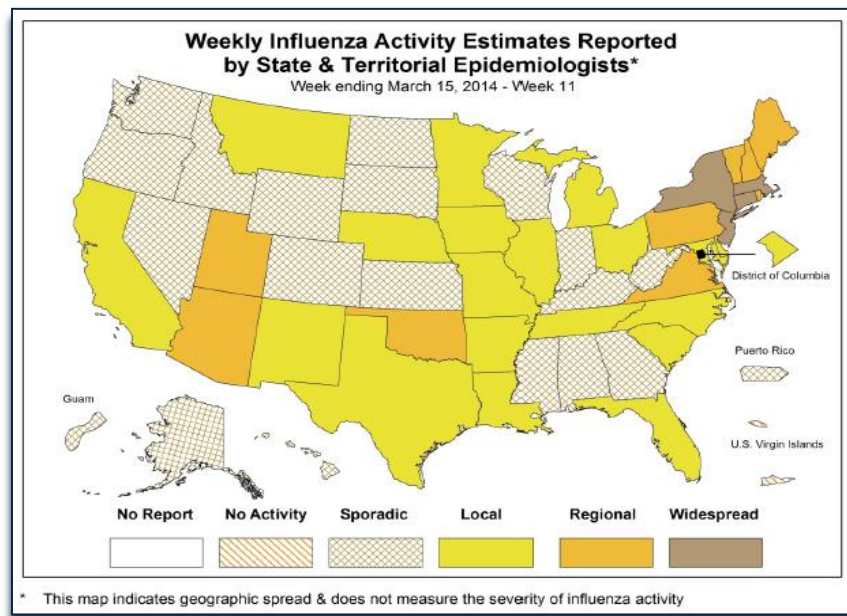 Weekly Influenza Activity Estimates Reported
by State & Territorial Epidemiologists*
Week ending March 15, 2014 - Week 11
District of Columbia
Puerto Rico
Guam
U.S. Virgin Islands
No Report No Activity Sporadic Local Regional Widespread
* This map indicates geographic spread & does not measure the severity of influenza activity